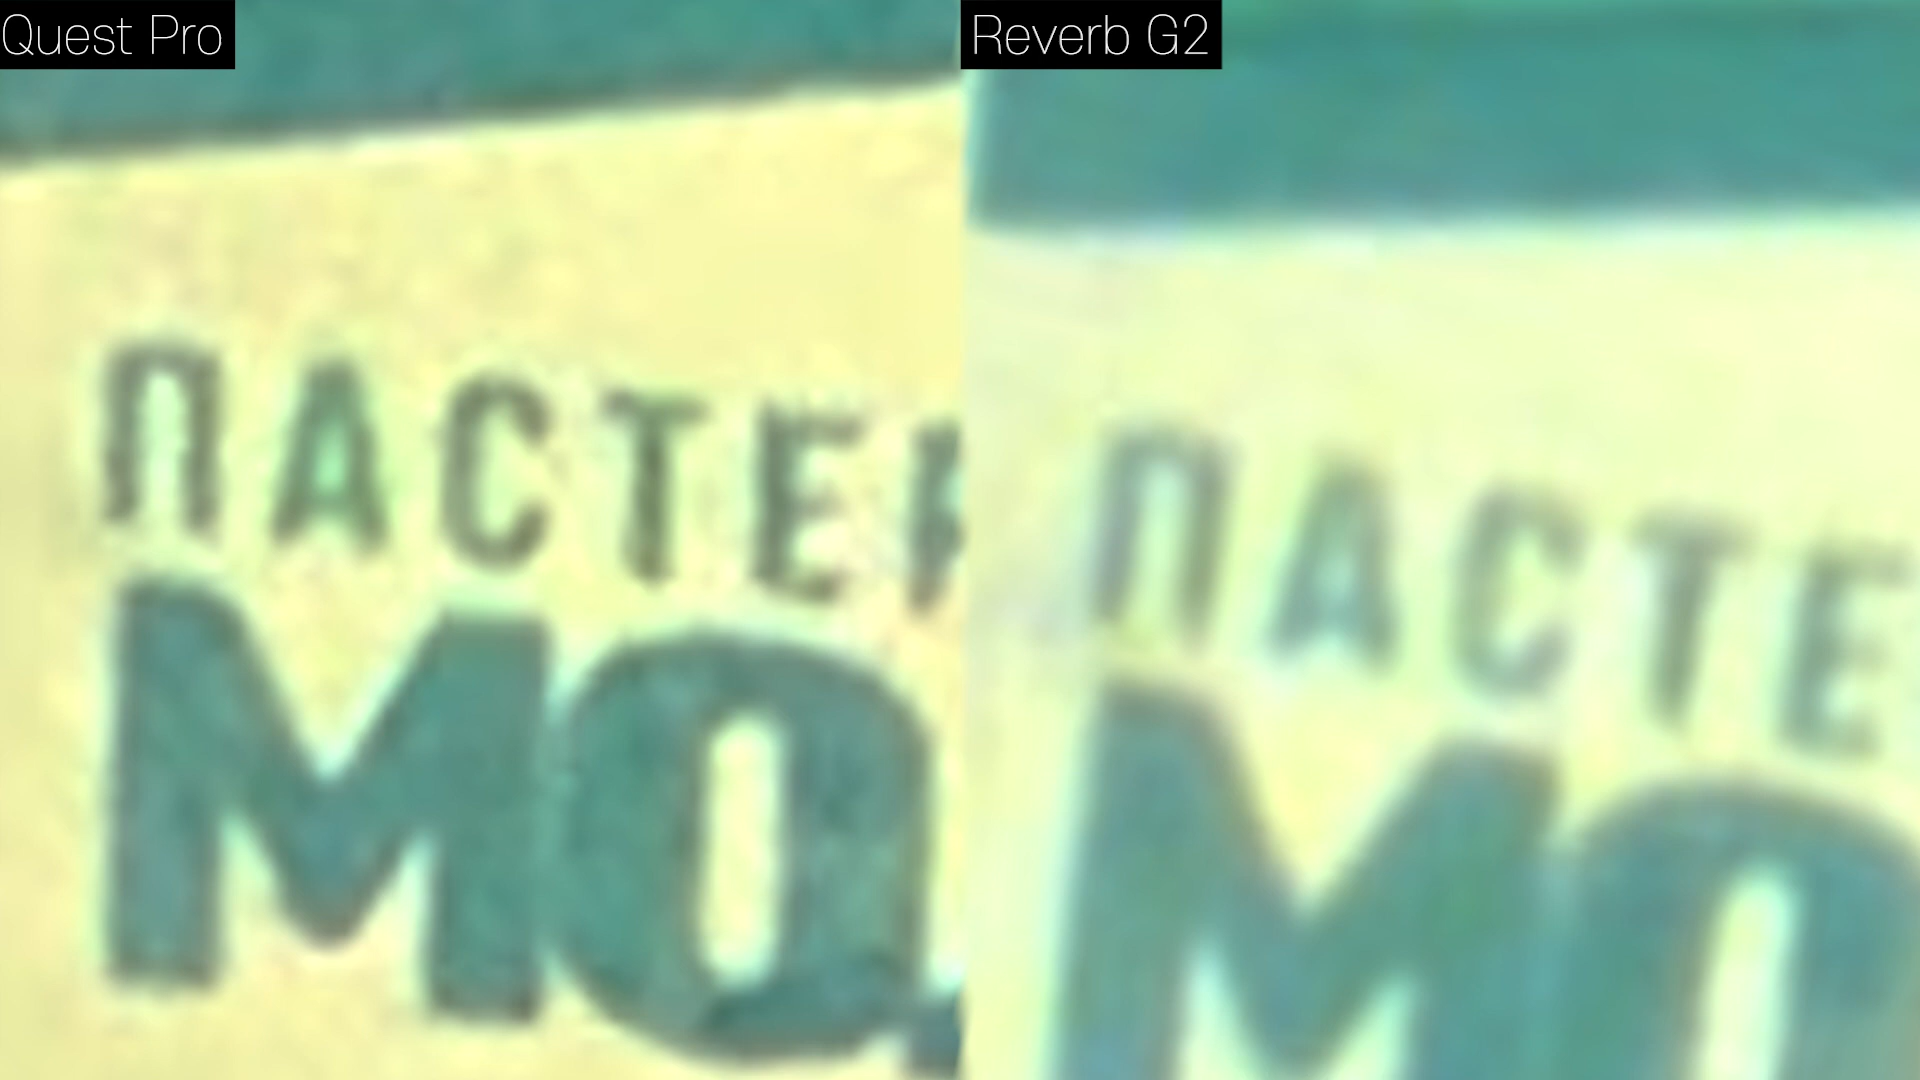 Quest Pro
Reverb G2
ПАСТЕ
МО
ПАСТЕ
МО